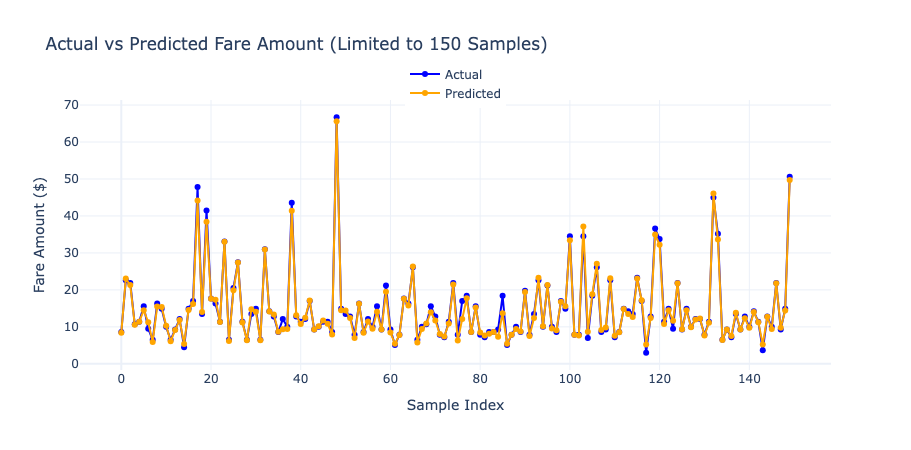 Actual vs Predicted Fare Amount (Limited to 150 Samples)
Actual
Predicted
70
60
50
40
30
20
10
0
Fare Amount ($)
0 20 40 60 80 100 120 140
Sample Index